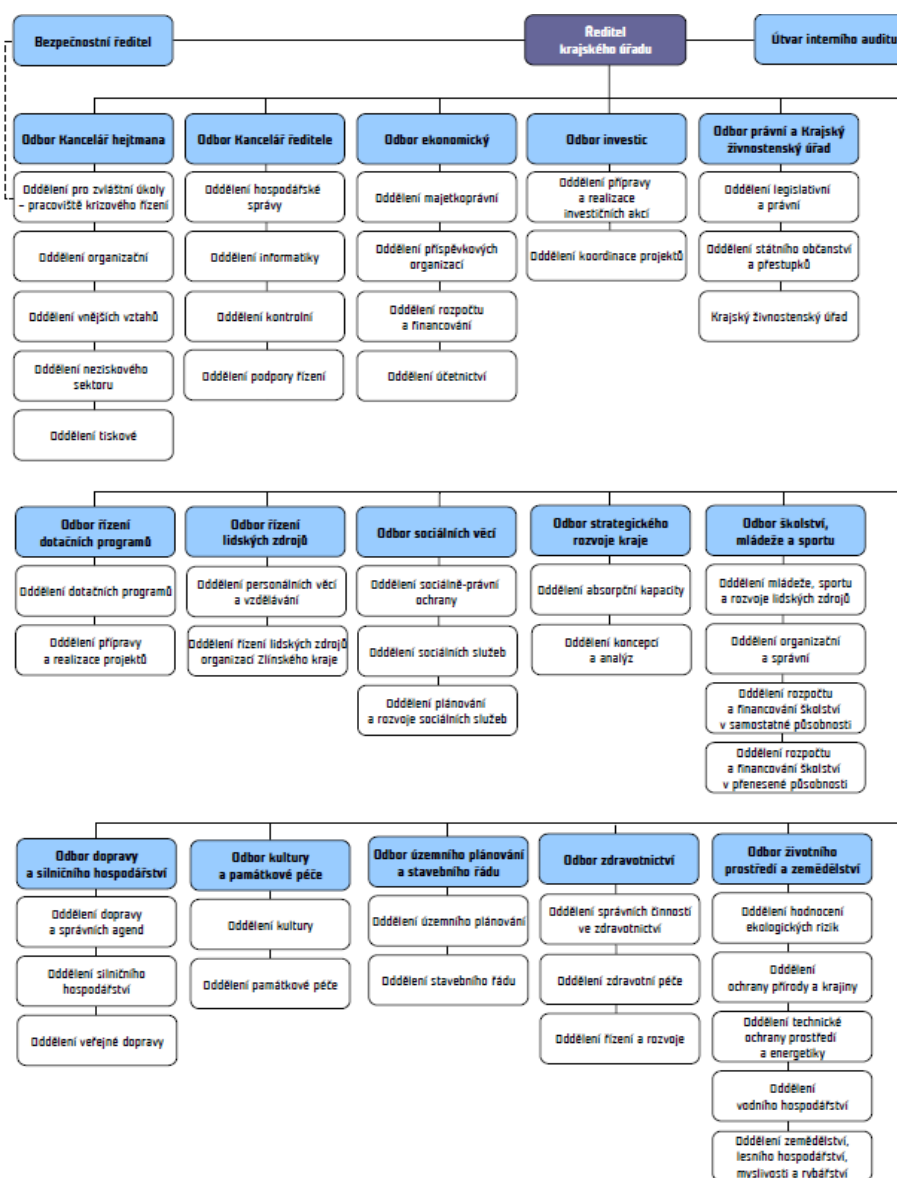 Bezpečnostní ředitel
Ředitel
krajského úřadu
Útvar interního auditu
Odbor Kancelář hejtmana
Oddělení pro zvláštní úkoly
– pracoviště krizového řízení
Oddělení organizační
Oddělení vnějších vztahů
Oddělení neziskového
sektoru
Oddělení tiskové
Odbor Kancelář ředitele
Oddělení hospodářské
správy
Oddělení informatiky
Oddělení kontrolní
Oddělení podpory řízení
Odbor ekonomický
Oddělení majetkoprávní
Oddělení příspěvkových
organizací
Oddělení rozpočtu
a financování
Oddělení účetnictví
Odbor investic
Oddělení přípravy
a realizace
investičních akcí
Oddělení koordinace projektů
Odbor právní a Krajský
živnostenský úřad
Oddělení legislativní
a právní
Oddělení státního občanství
a přestupků
Krajský živnostenský úřad
Odbor řízení
dotačních programů
Oddělení dotačních programů
Oddělení přípravy
a realizace projektů
Odbor řízení
lidských zdrojů
Oddělení personálních věcí
a vzdělávání
Oddělení řízení lidských zdrojů
organizací Zlínského kraje
Odbor sociálních věcí
Oddělení sociálně-právní
ochrany
Oddělení sociálních služeb
Oddělení plánování
a rozvoje sociálních služeb
Odbor strategického
rozvoje kraje
Oddělení absorpční kapacity
Oddělení koncepcí
a analýz
Odbor školství,
mládeže a sportu
Oddělení mládeže, sportu
a rozvoje lidských zdrojů
Oddělení organizační
a správní
Oddělení rozpočtu
a financování školství
v samostatné působnosti
Oddělení rozpočtu
a financování školství
v přenesené působnosti
Odbor dopravy
a silničního hospodářství
Oddělení dopravy
a správních agend
Oddělení silničního
hospodářství
Oddělení veřejné dopravy
Odbor kultury
a památkové péče
Oddělení kultury
Oddělení památkové péče
Odbor územního plánování
a stavebního řádu
Oddělení územního plánování
Oddělení stavebního řádu
Odbor zdravotnictví
Oddělení správních činností
ve zdravotnictví
Oddělení zdravotní péče
Oddělení řízení a rozvoje
Odbor životního
prostředí a zemědělství
Oddělení hodnocení
ekologických rizik
Oddělení
ochrany přírody a krajiny
Oddělení technické
ochrany prostředí
a energetiky
Oddělení
vodního hospodářství
Oddělení zemědělství,
lesního hospodářství,
myslivosti a rybářství